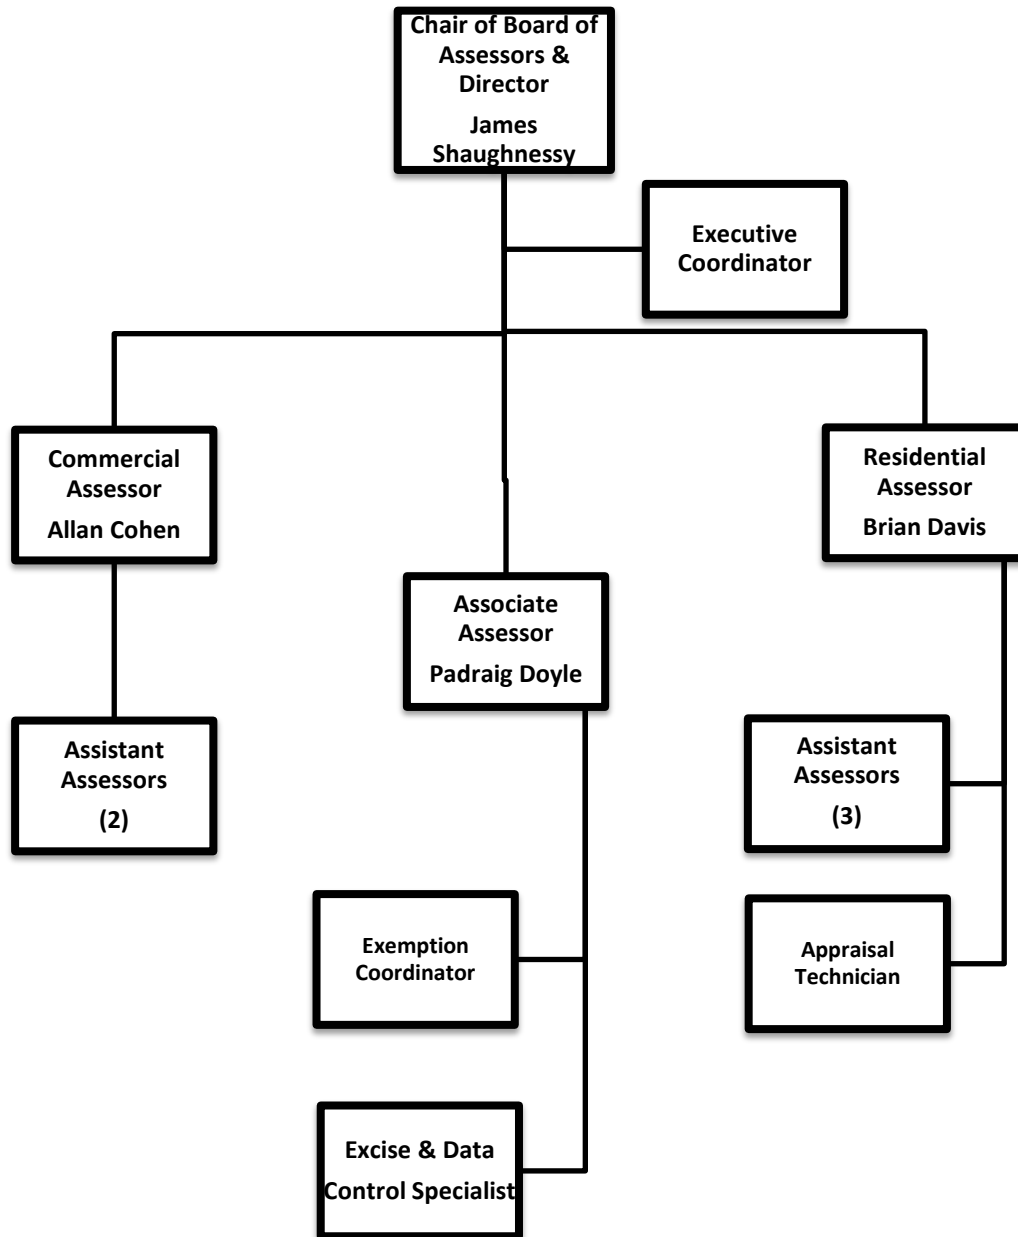 Chair of Board of
Assessors &
Director
James
Shaughnessy
Executive
Coordinator
Commercial
Assessor
Allan Cohen
Residential
Assessor
Brian Davis
Associate
Assessor
Padraig Doyle
Assistant
Assessors
(2)
Assistant
Assessors
(3)
Exemption
Coordinator
Appraisal
Technician
Excise & Data
Control Specialist